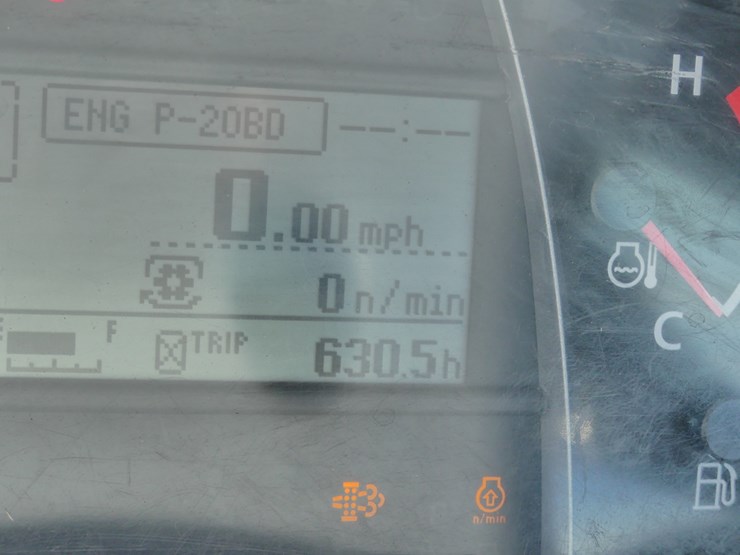 ENG P-20BD --:--
H
0.00 mph
0 n/min
C
F TRIP 630.5h
n/min